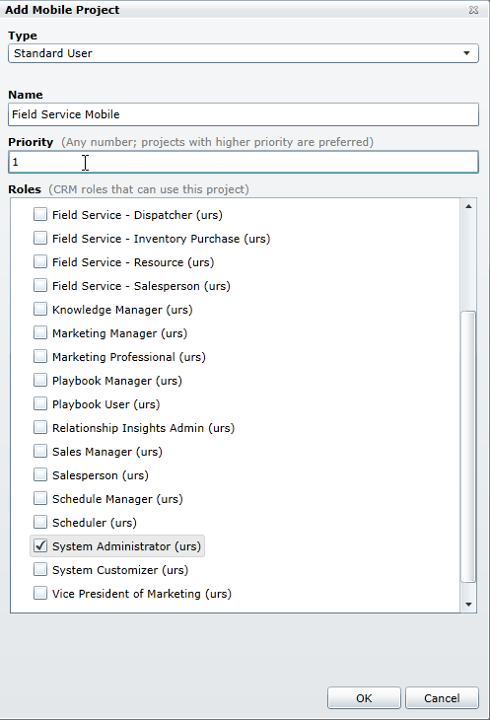 Add Mobile Project
Type
Standard User
Name
Field Service Mobile
Priority (Any number; projects with higher priority are preferred)
1
Roles (CRM roles that can use this project)
Field Service - Dispatcher (urs)
Field Service - Inventory Purchase (urs)
Field Service - Resource (urs)
Field Service - Salesperson (urs)
Knowledge Manager (urs)
Marketing Manager (urs)
Marketing Professional (urs)
Playbook Manager (urs)
Playbook User (urs)
Relationship Insights Admin (urs)
Sales Manager (urs)
Salesperson (urs)
Schedule Manager (urs)
Scheduler (urs)
System Administrator (urs)
System Customizer (urs)
Vice President of Marketing (urs)
OK Cancel